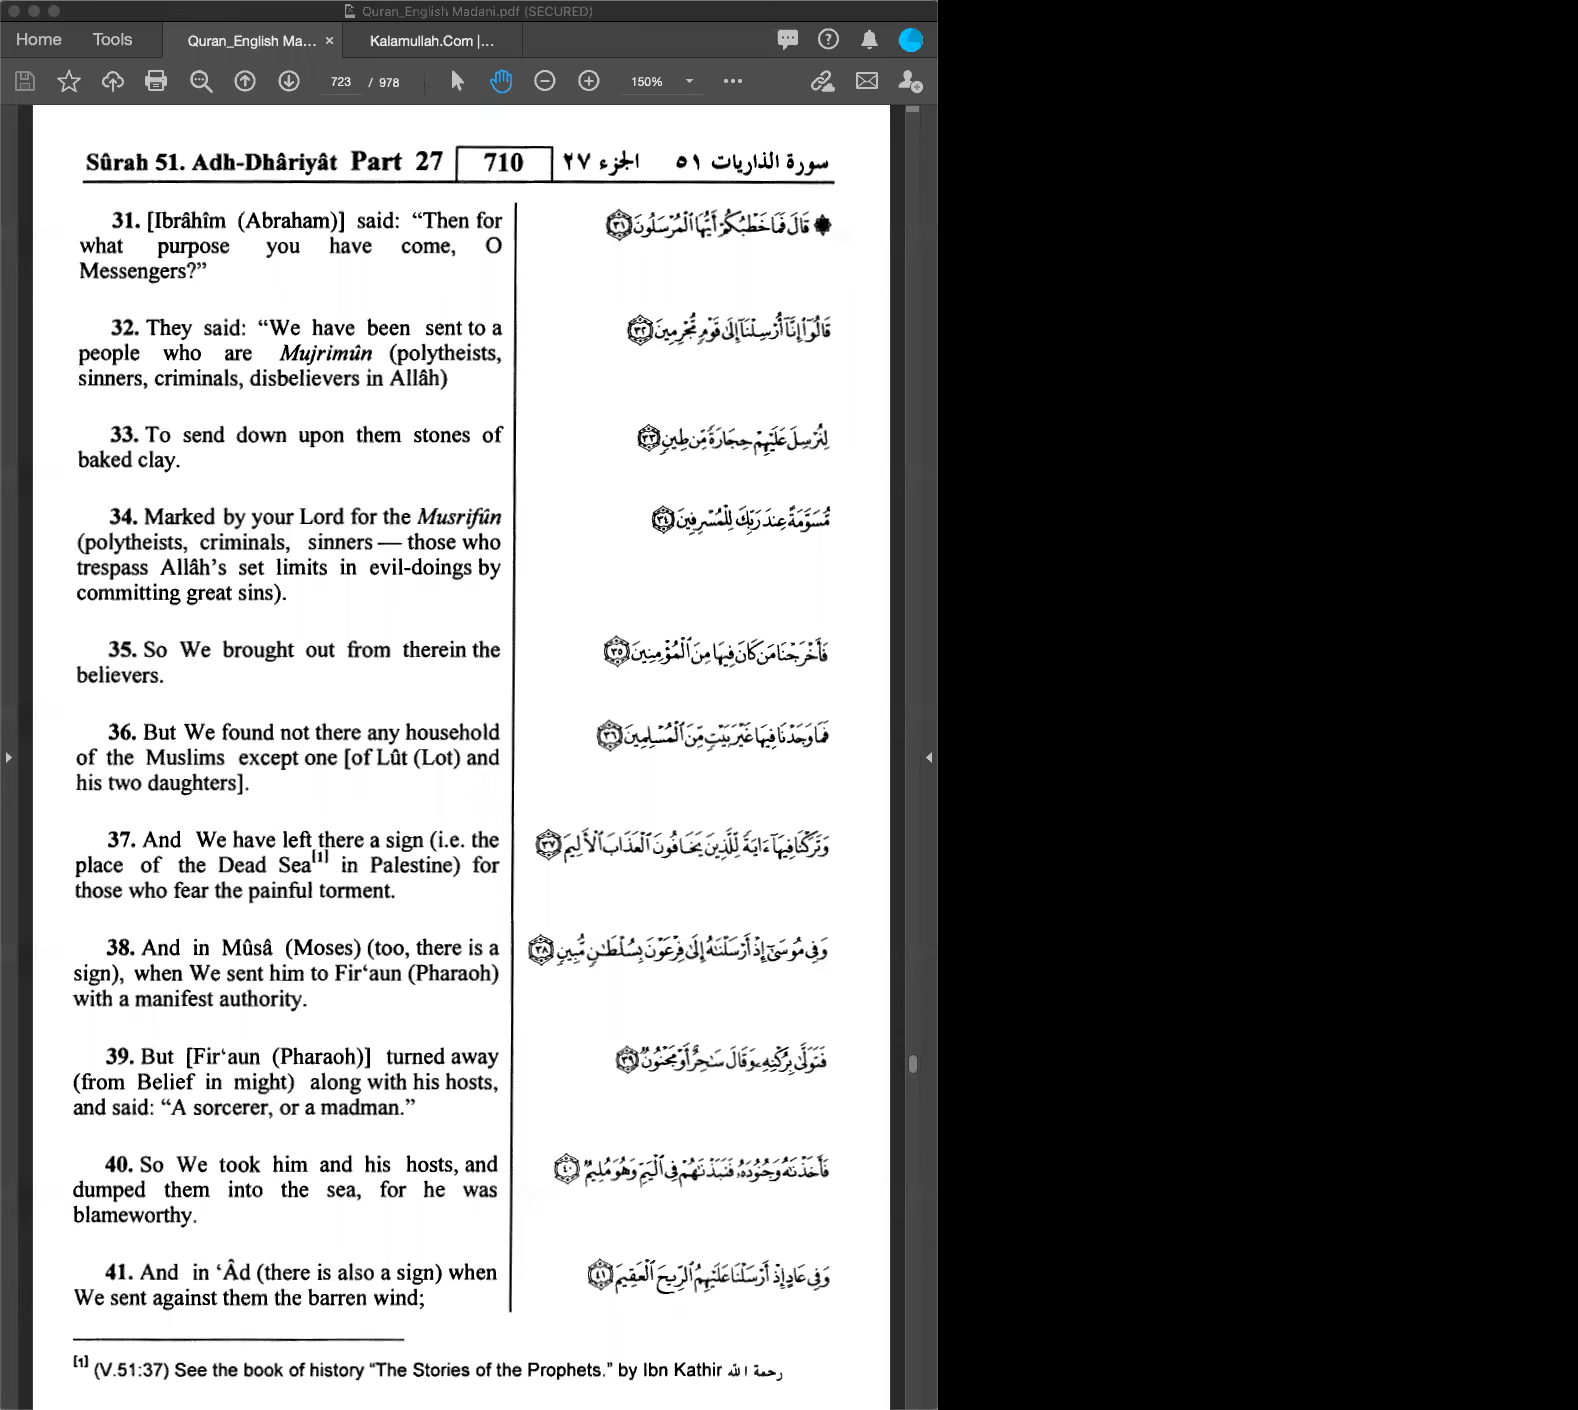 Quran_English Madani.pdf (SECURED)
Home Tools Quran_English Ma... × Kalamullah.Com |...
723 / 978 150%
Sûrah 51. Adh-Dhâriyât Part 27 710 الجزء ٢٧ سورة الذاريات ٥١
31. [Ibrâhîm (Abraham)] said: “Then for
what purpose you have come, O
Messengers?”
قَالَ فَمَا خَطْبُكُمْ أَيُّهَا ٱلْمُرْسَلُونَ ٣١
32. They said: “We have been sent to a
people who are Mujrimûn (polytheists,
sinners, criminals, disbelievers in Allâh)
قَالُوٓا۟ إِنَّآ أُرْسِلْنَآ إِلَىٰ قَوْمٍ مُّجْرِمِينَ ٣٢
33. To send down upon them stones of
baked clay.
لِنُرْسِلَ عَلَيْهِمْ حِجَارَةً مِّن طِينٍ ٣٣
34. Marked by your Lord for the Musrifûn
(polytheists, criminals, sinners — those who
trespass Allâh’s set limits in evil-doings by
committing great sins).
مُّسَوَّمَةً عِندَ رَبِّكَ لِلْمُسْرِفِينَ ٣٤
35. So We brought out from therein the
believers.
فَأَخْرَجْنَا مَن كَانَ فِيهَا مِنَ ٱلْمُؤْمِنِينَ ٣٥
36. But We found not there any household
of the Muslims except one [of Lût (Lot) and
his two daughters].
فَمَا وَجَدْنَا فِيهَا غَيْرَ بَيْتٍ مِّنَ ٱلْمُسْلِمِينَ ٣٦
37. And We have left there a sign (i.e. the
place of the Dead Sea[1] in Palestine) for
those who fear the painful torment.
وَتَرَكْنَا فِيهَآ ءَايَةً لِّلَّذِينَ يَخَافُونَ ٱلْعَذَابَ ٱلْأَلِيمَ ٣٧
38. And in Mûsâ (Moses) (too, there is a
sign), when We sent him to Fir‘aun (Pharaoh)
with a manifest authority.
وَفِى مُوسَىٰٓ إِذْ أَرْسَلْنَٰهُ إِلَىٰ فِرْعَوْنَ بِسُلْطَٰنٍ مُّبِينٍ ٣٨
39. But [Fir‘aun (Pharaoh)] turned away
(from Belief in might) along with his hosts,
and said: “A sorcerer, or a madman.”
فَتَوَلَّىٰ بِرُكْنِهِۦ وَقَالَ سَٰحِرٌ أَوْ مَجْنُونٌ ٣٩
40. So We took him and his hosts, and
dumped them into the sea, for he was
blameworthy.
فَأَخَذْنَٰهُ وَجُنُودَهُۥ فَنَبَذْنَٰهُمْ فِى ٱلْيَمِّ وَهُوَ مُلِيمٌ ٤٠
41. And in ‘Âd (there is also a sign) when
We sent against them the barren wind;
وَفِى عَادٍ إِذْ أَرْسَلْنَا عَلَيْهِمُ ٱلرِّيحَ ٱلْعَقِيمَ ٤١
[1] (V.51:37) See the book of history “The Stories of the Prophets.” by Ibn Kathir رحمة الله